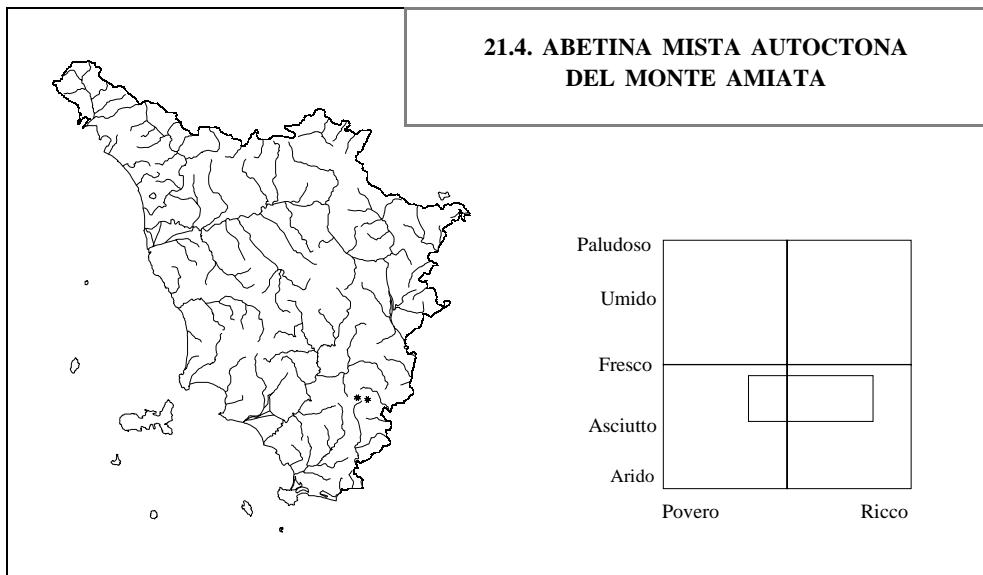 21.4. ABETINA MISTA AUTOCTONA
DEL MONTE AMIATA
Paludoso
Umido
Fresco
Asciutto
Arido
Povero Ricco